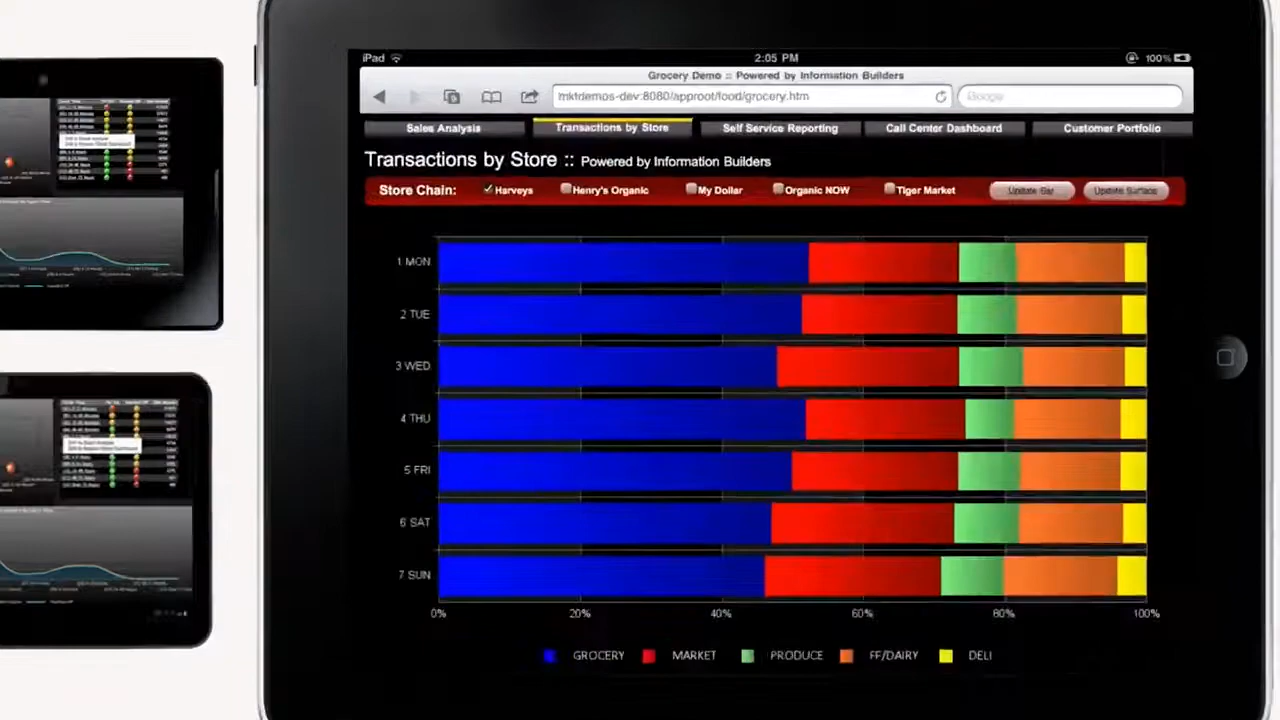 iPad 2:05 PM 100%
Grocery Demo :: Powered by Information Builders
mktdemos-dev:8080/approot/food/grocery.htm Google
Sales Analysis Transactions by Store Self Service Reporting Call Center Dashboard Customer Portfolio
Transactions by Store :: Powered by Information Builders
Store Chain: Harveys Henry's Organic My Dollar Organic NOW Tiger Market Update Bar Update Surface
1 MON
2 TUE
3 WED
4 THU
5 FRI
6 SAT
7 SUN
0% 20% 40% 60% 80% 100%
GROCERY MARKET PRODUCE FF/DAIRY DELI